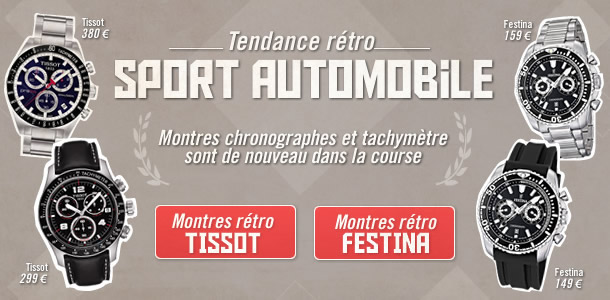 Tissot
380 €
Festina
159 €
Tendance rétro
SPORT AUTOMOBiLE
Montres chronographes et tachymètre
sont de nouveau dans la course
Montres rétro
TISSOT
Montres rétro
FESTINA
Tissot
299 €
Festina
149 €
TISSOT